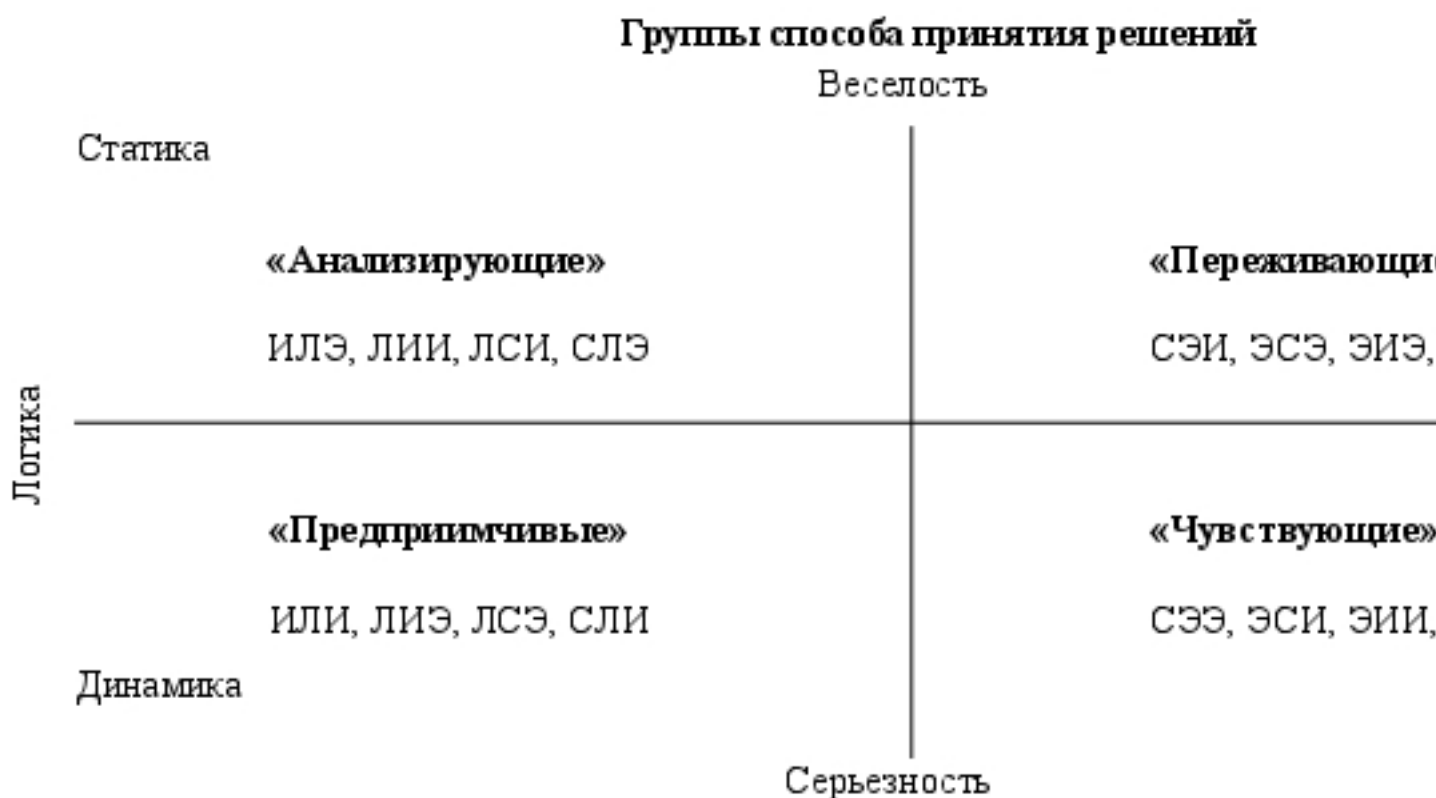 Группы способа принятия решений
Веселость
Статика
«Анализирующие» «Переживающие
ИЛЭ, ЛИИ, ЛСИ, СЛЭ СЭИ, ЭСЭ, ЭИЭ,
Логика
«Предприимчивые» «Чувствующие»
ИЛИ, ЛИЭ, ЛСЭ, СЛИ СЭЭ, ЭСИ, ЭИИ,
Динамика
Серьезность